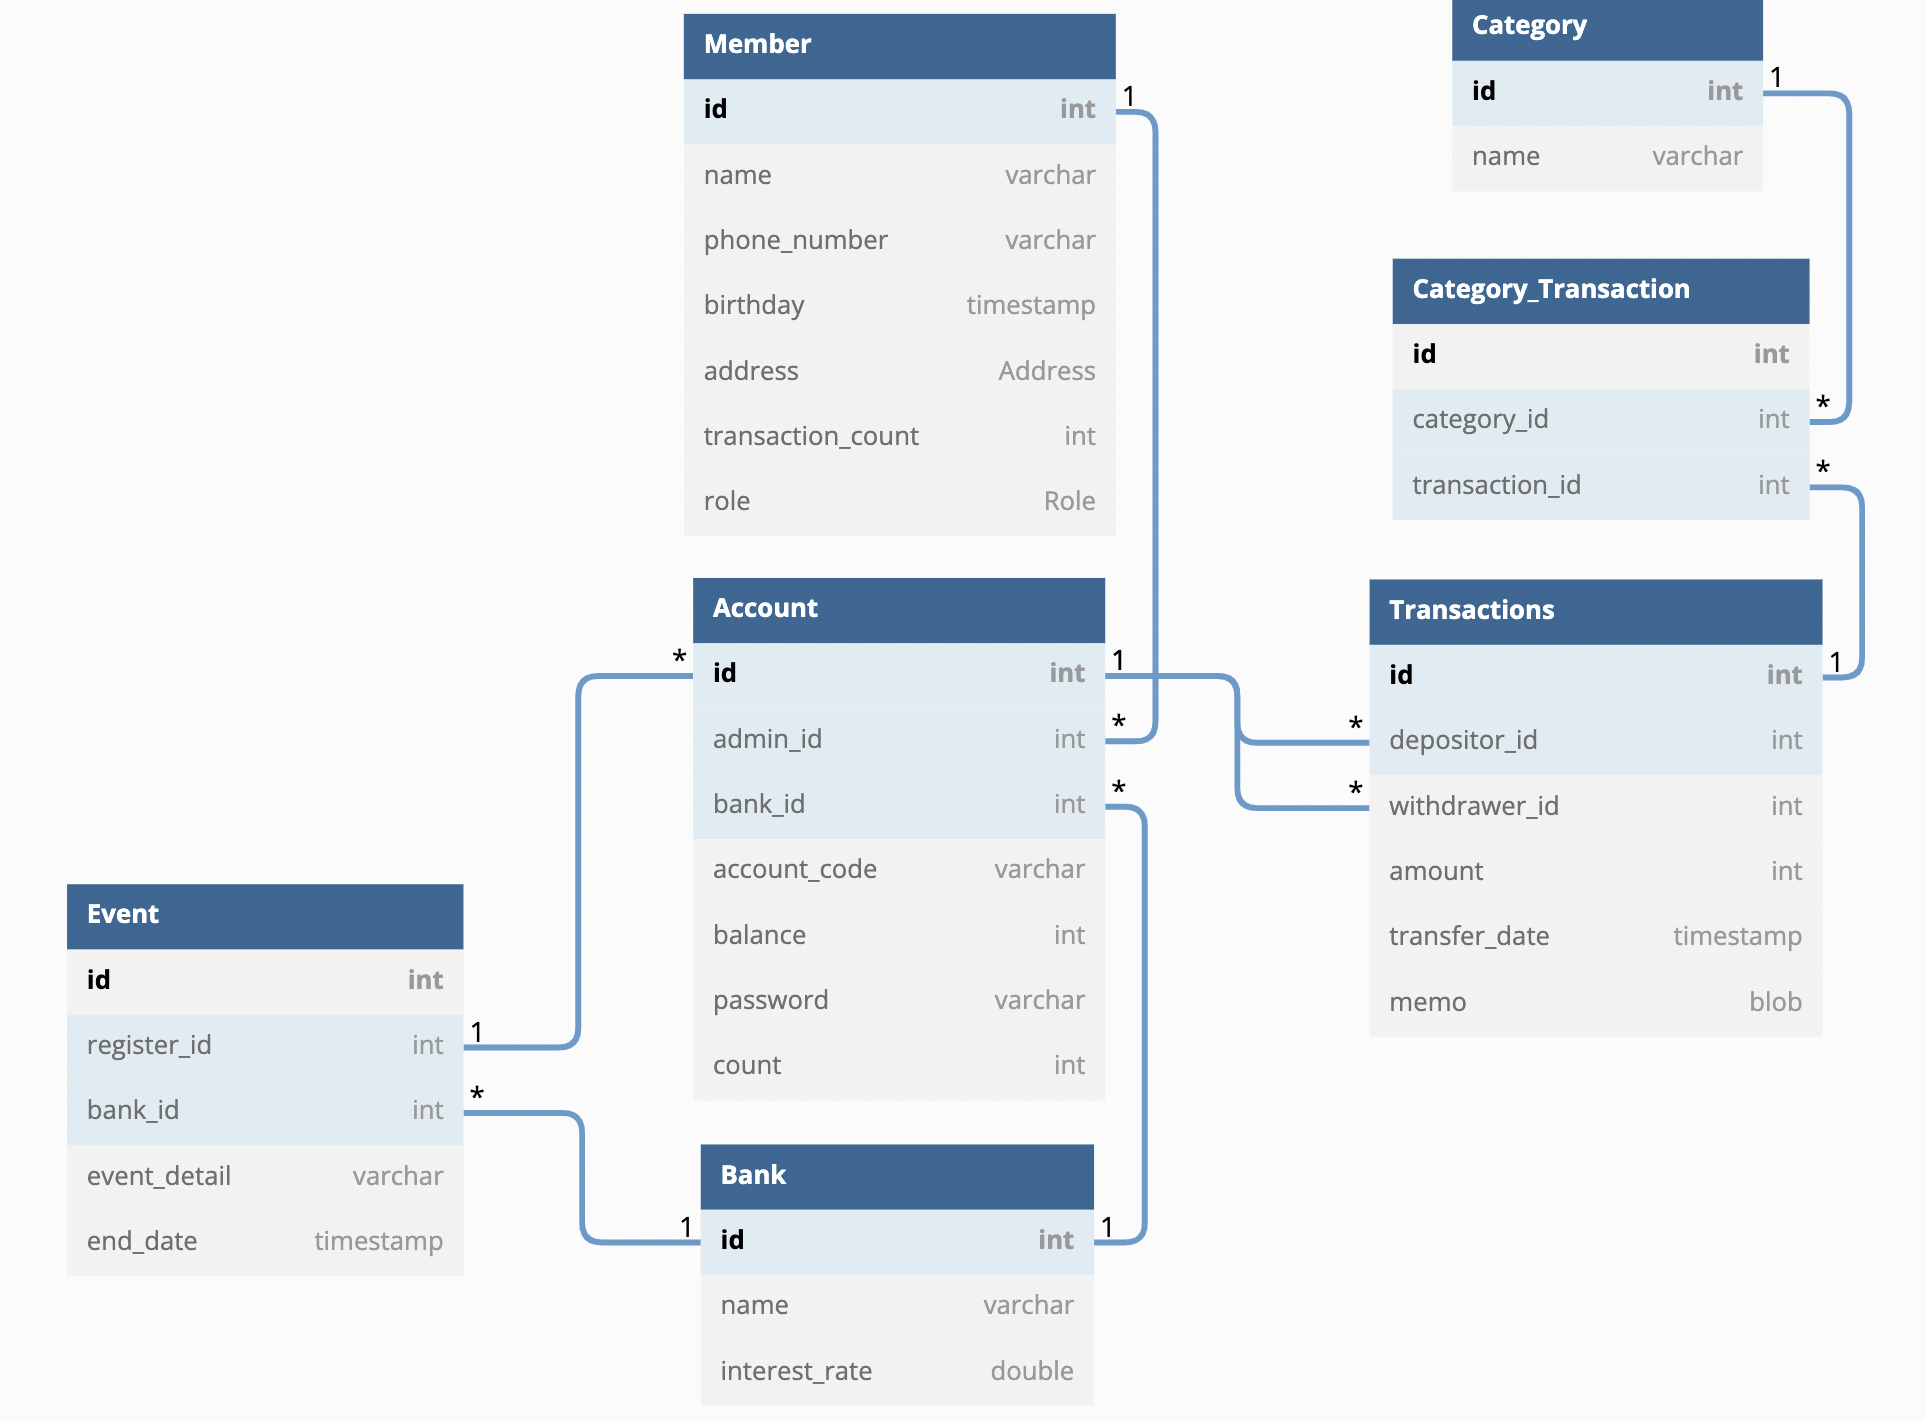 Member
id int 1
name varchar
phone_number varchar
birthday timestamp
address Address
transaction_count int
role Role
Category
id int 1
name varchar
Category_Transaction
id int
category_id int *
transaction_id int *
Account
* id int 1
admin_id int *
bank_id int *
account_code varchar
balance int
password varchar
count int
Transactions
id int 1
* depositor_id int
* withdrawer_id int
amount int
transfer_date timestamp
memo blob
Event
id int
register_id int 1
bank_id int *
event_detail varchar
end_date timestamp
Bank
1 id int 1
name varchar
interest_rate double